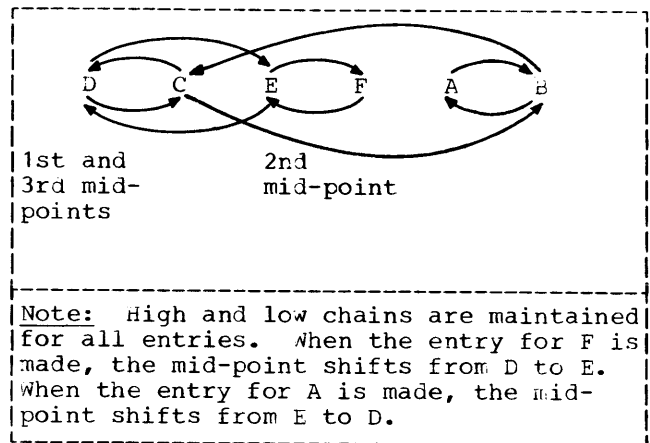 D C E F A B
1st and 2nd
3rd mid- mid-point
points
Note: High and low chains are maintained
for all entries. When the entry for F is
made, the mid-point shifts from D to E.
When the entry for A is made, the mid-
point shifts from E to D.